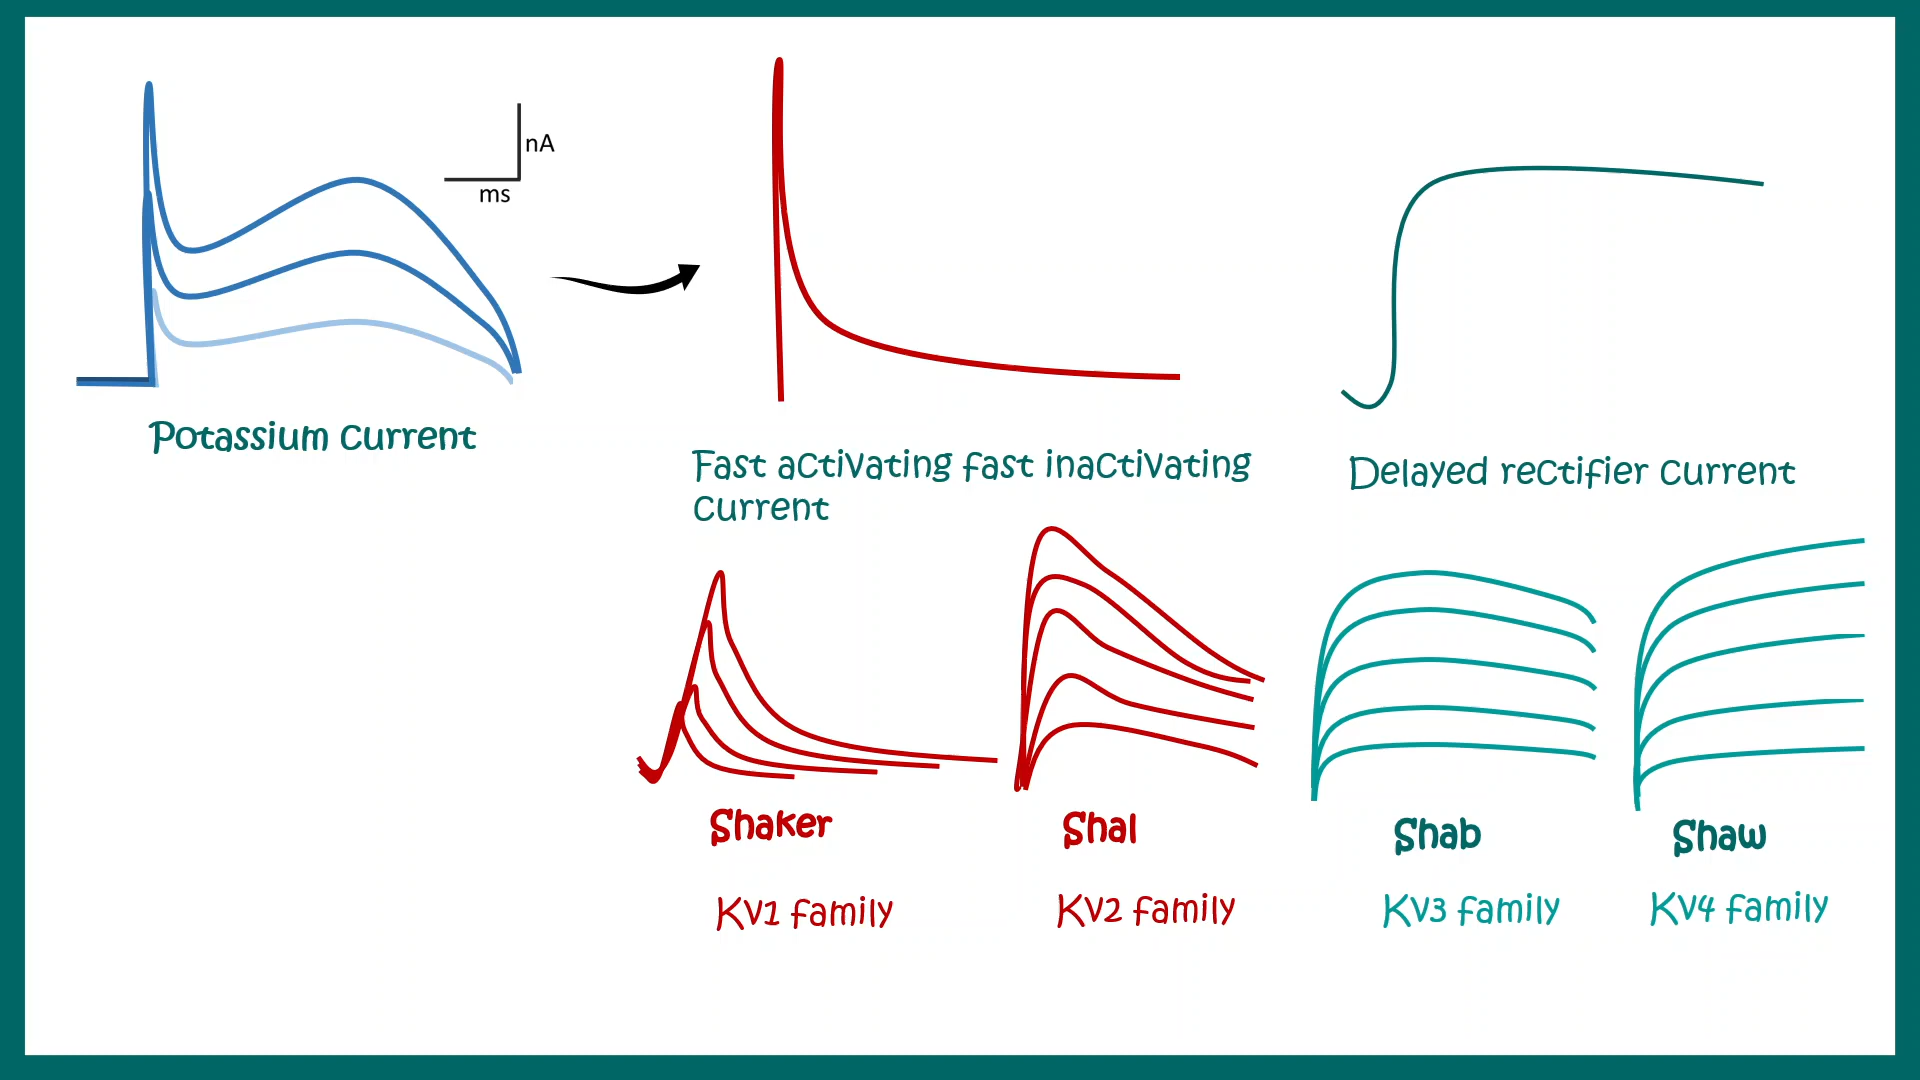 nA
ms
Potassium current
Fast activating fast inactivating
current
Delayed rectifier current
Shaker
Shal
Shab
Shaw
Kv1 family
Kv2 family
Kv3 family
Kv4 family